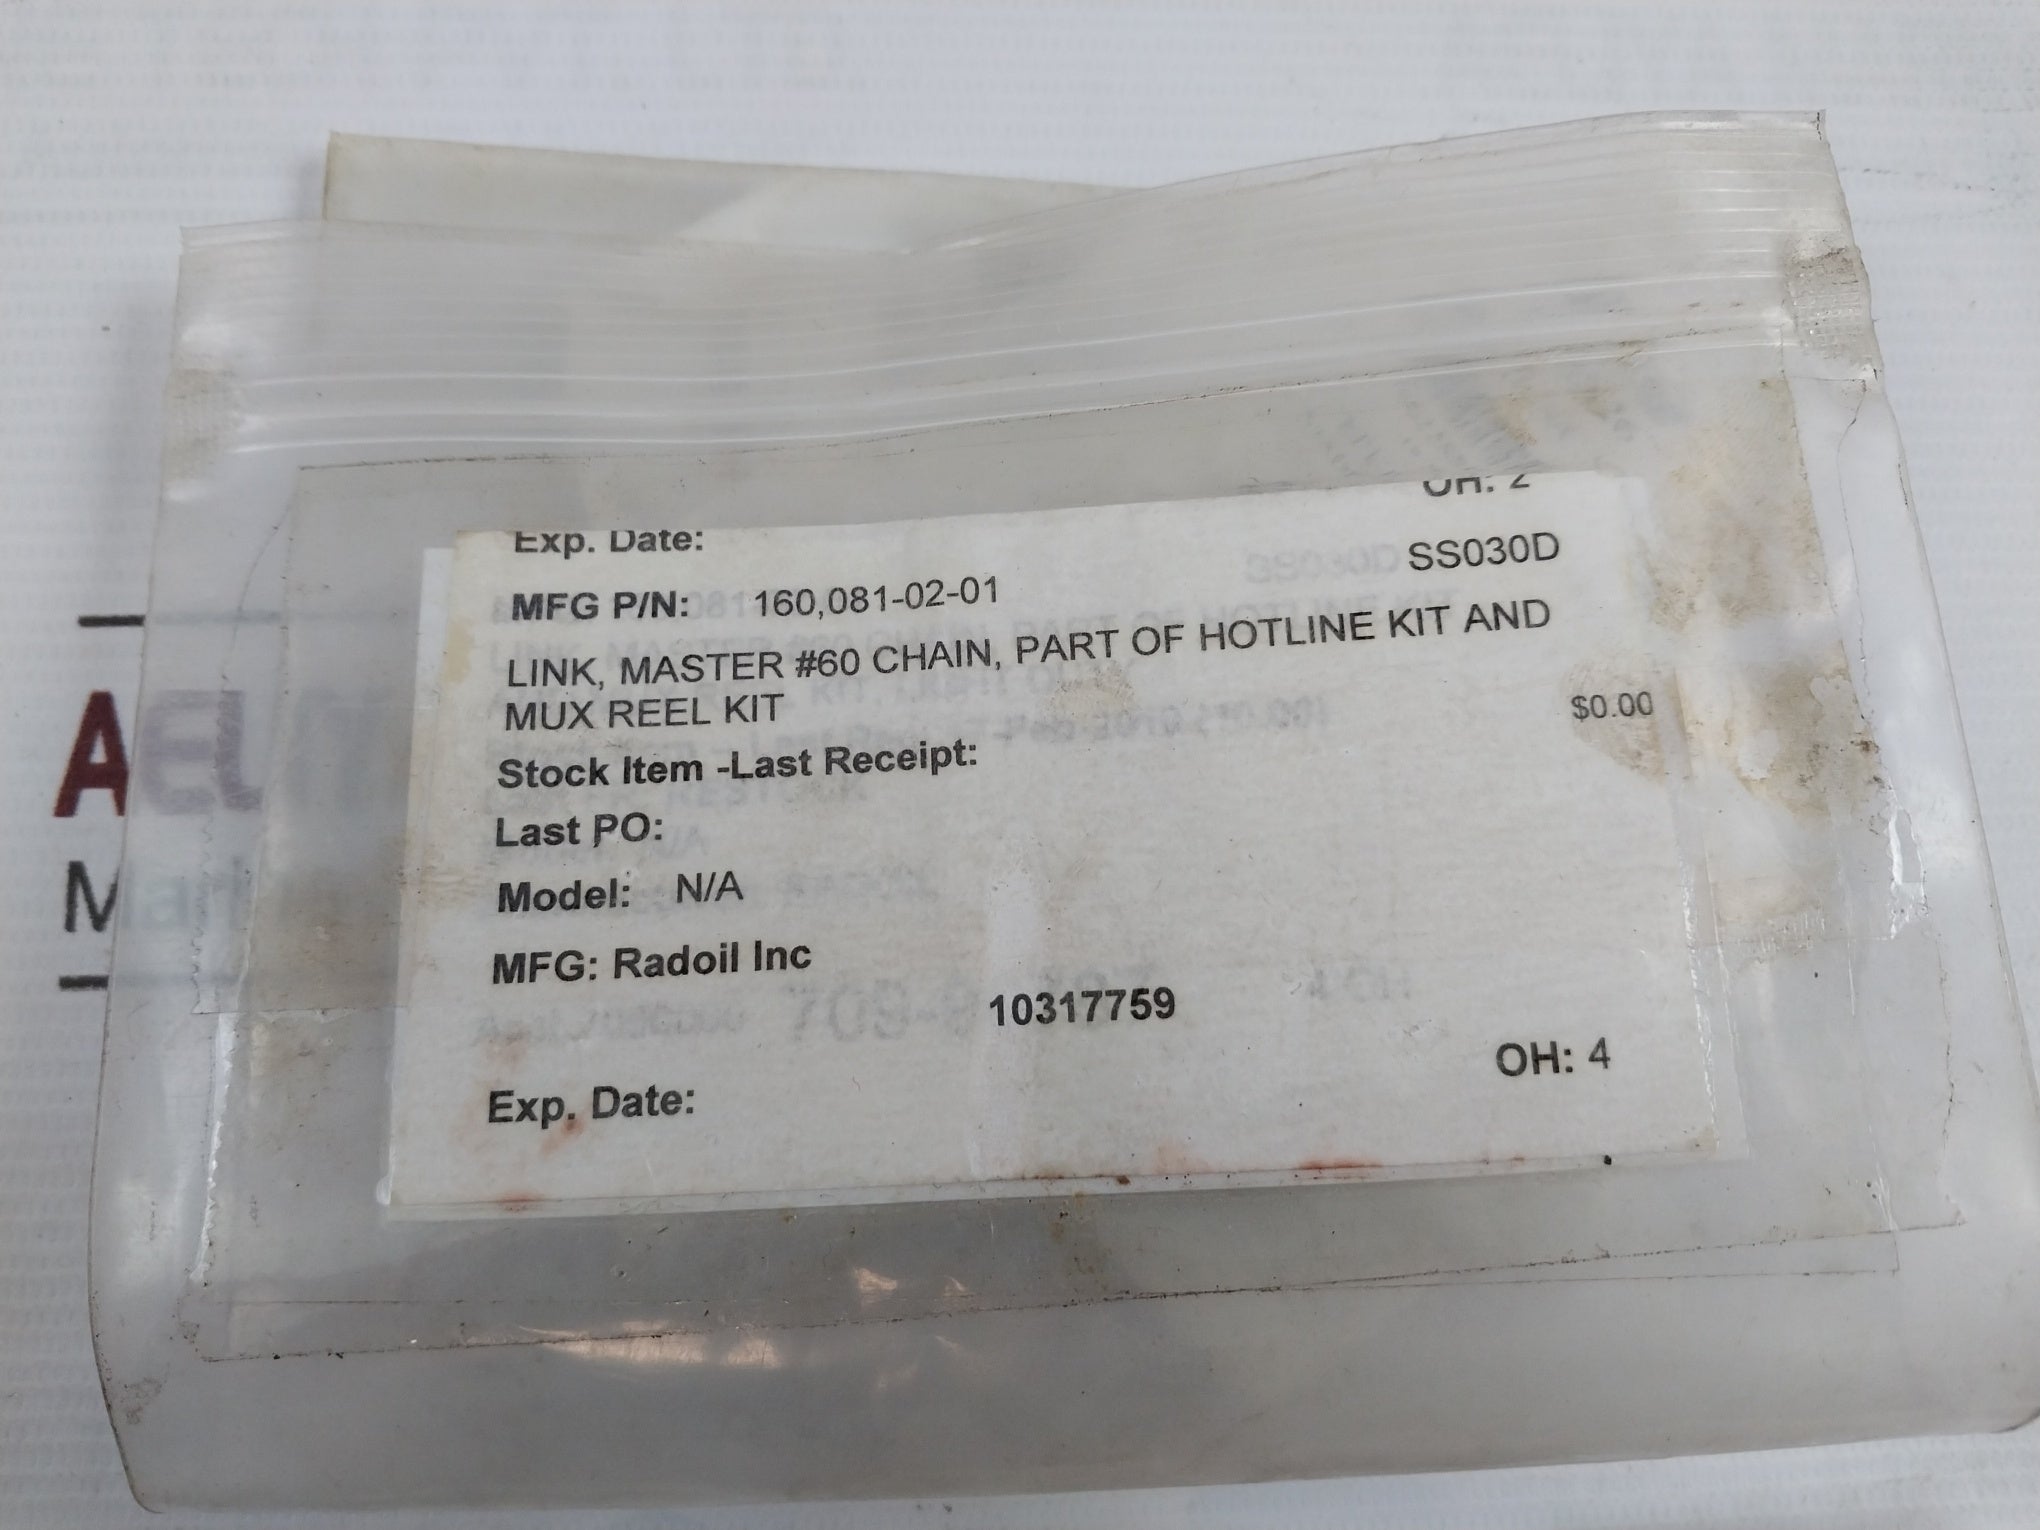 OH: 2
Exp. Date:
SS030D
MFG P/N: 160,081-02-01
LINK, MASTER #60 CHAIN, PART OF HOTLINE KIT AND
MUX REEL KIT
$0.00
Stock Item -Last Receipt:
Last PO:
Model: N/A
MFG: Radoil Inc
10317759
OH: 4
Exp. Date: